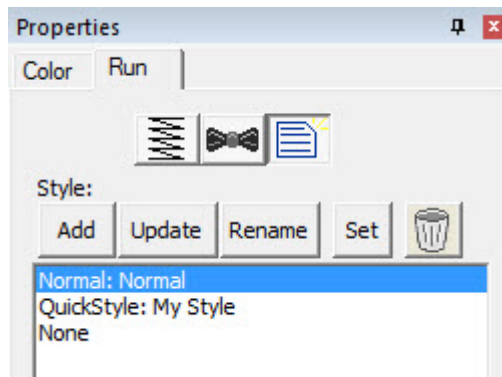 Properties
Color Run
Style:
Add Update Rename Set
Normal: Normal
QuickStyle: My Style
None